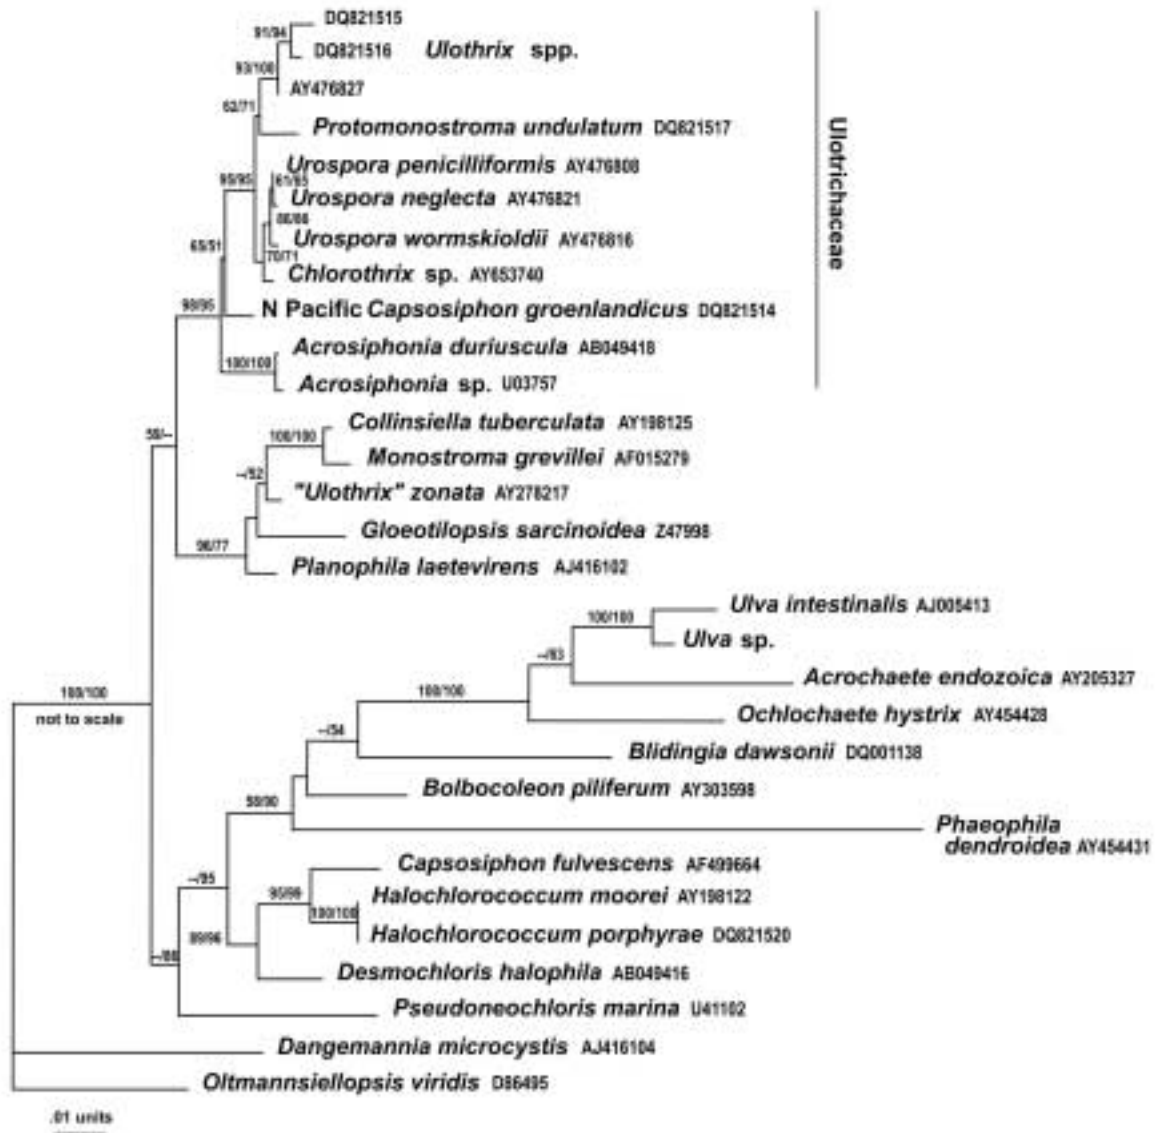 DQ821515
91/94
DQ821516 Ulothrix spp.
93/100
AY476827
62/71
Protomonostroma undulatum DQ821517
Urospora penicilliformis AY476808
95/95
61/65
Urospora neglecta AY476821
86/86
Urospora wormskioldii AY476816
65/51
70/71
Chlorothrix sp. AY653740
98/95
N Pacific Capsosiphon groenlandicus DQ821514
Acrosiphonia duriuscula AB049418
100/100
Acrosiphonia sp. U03757
Ulotrichaceae
Collinsiella tuberculata AY198125
59/--
100/100
Monostroma grevillei AF015279
--/52
"Ulothrix" zonata AY278217
Gloeotilopsis sarcinoidea Z47998
96/77
Planophila laetevirens AJ416102
Ulva intestinalis AJ005413
100/100
Ulva sp.
--/63
Acrochaete endozoica AY205327
100/100
not to scale
100/100
Ochlochaete hystrix AY454428
--/54
Blidingia dawsonii DQ001138
Bolbocoleon piliferum AY303598
58/90
Phaeophila
dendroidea AY454431
Capsosiphon fulvescens AF499664
--/95
95/99
Halochlorococcum moorei AY198122
100/100
Halochlorococcum porphyrae DQ821520
89/96
Desmochloris halophila AB049416
Pseudoneochloris marina U41102
Dangemannia microcystis AJ416104
Oltmannsiellopsis viridis D86495
.01 units